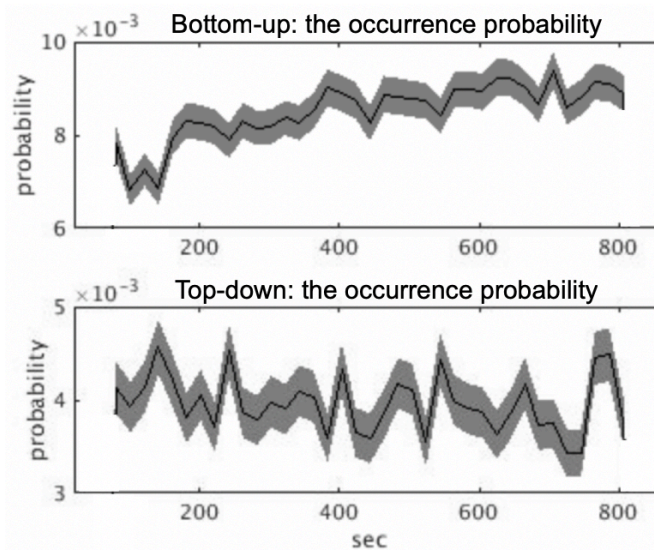 ×10⁻³ Bottom-up: the occurrence probability
10
8
6
probability
200 400 600 800
×10⁻³ Top-down: the occurrence probability
5
4
3
probability
200 400 600 800
sec